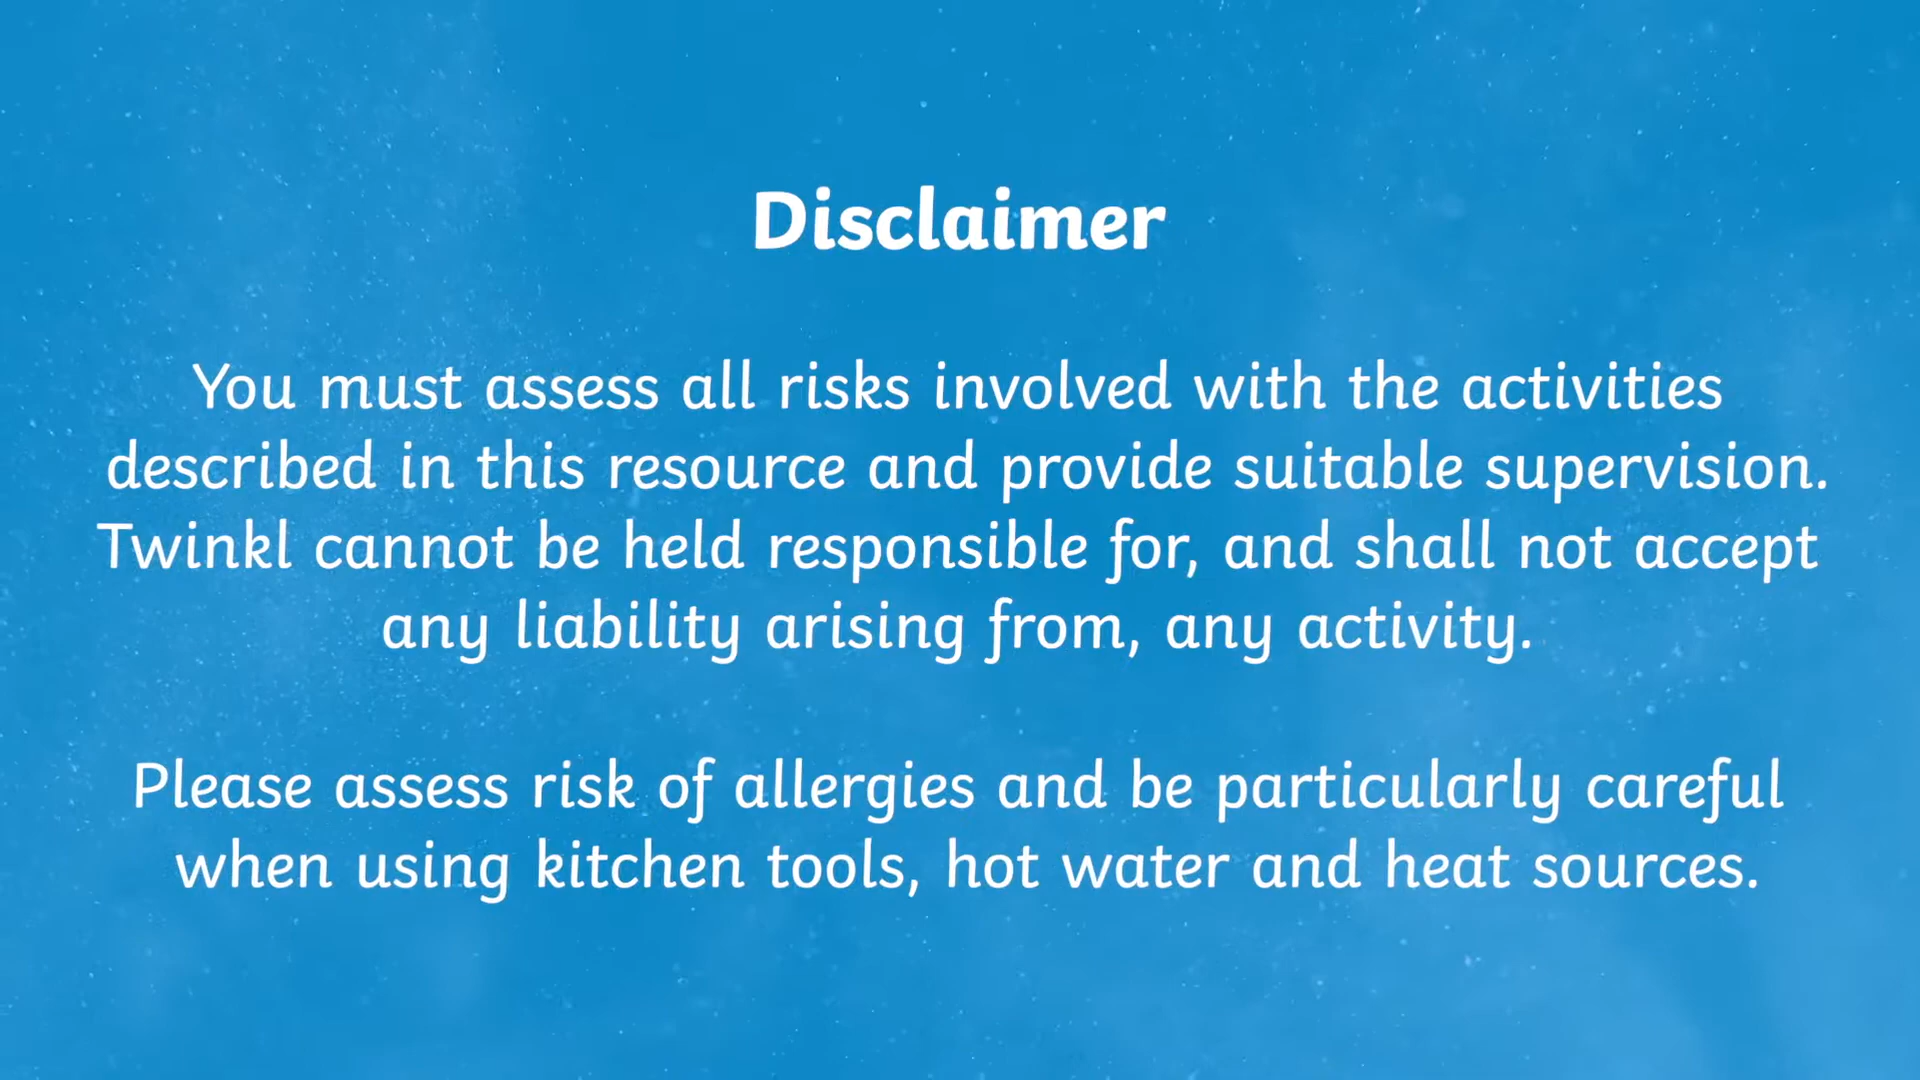 Disclaimer
You must assess all risks involved with the activities
described in this resource and provide suitable supervision.
Twinkl cannot be held responsible for, and shall not accept
any liability arising from, any activity.
Please assess risk of allergies and be particularly careful
when using kitchen tools, hot water and heat sources.